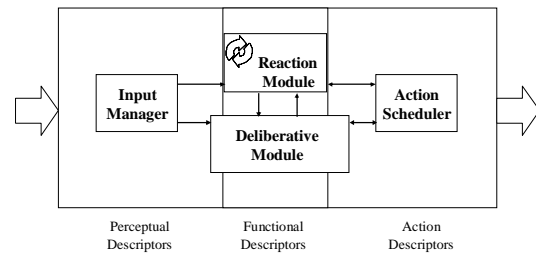 Reaction
Module
Input
Manager
Action
Scheduler
Deliberative
Module
Perceptual
Descriptors
Functional
Descriptors
Action
Descriptors